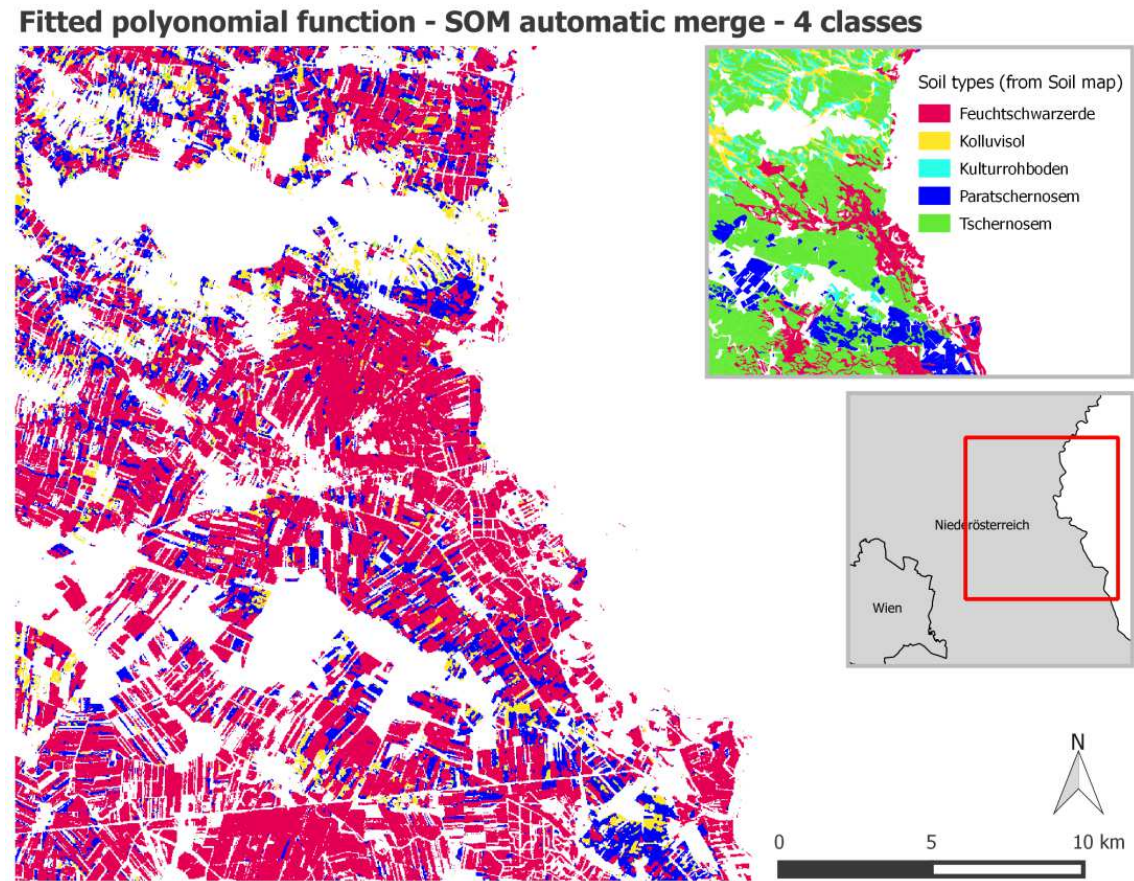 Fitted polynomial function - SOM automatic merge - 4 classes
Soil types (from Soil map)
Feuchtschwarzerde
Kolluvisol
Kulturrohboden
Paratschernosem
Tschernosem
Niederösterreich
Wien
N
0 5 10 km